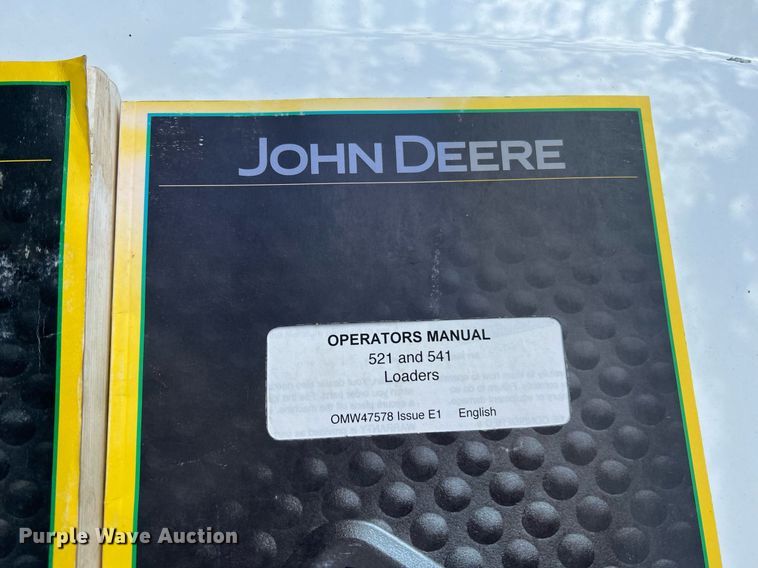 JOHN DEERE
OPERATORS MANUAL
521 and 541
Loaders
OMW47578 Issue E1 English
Purple Wave Auction